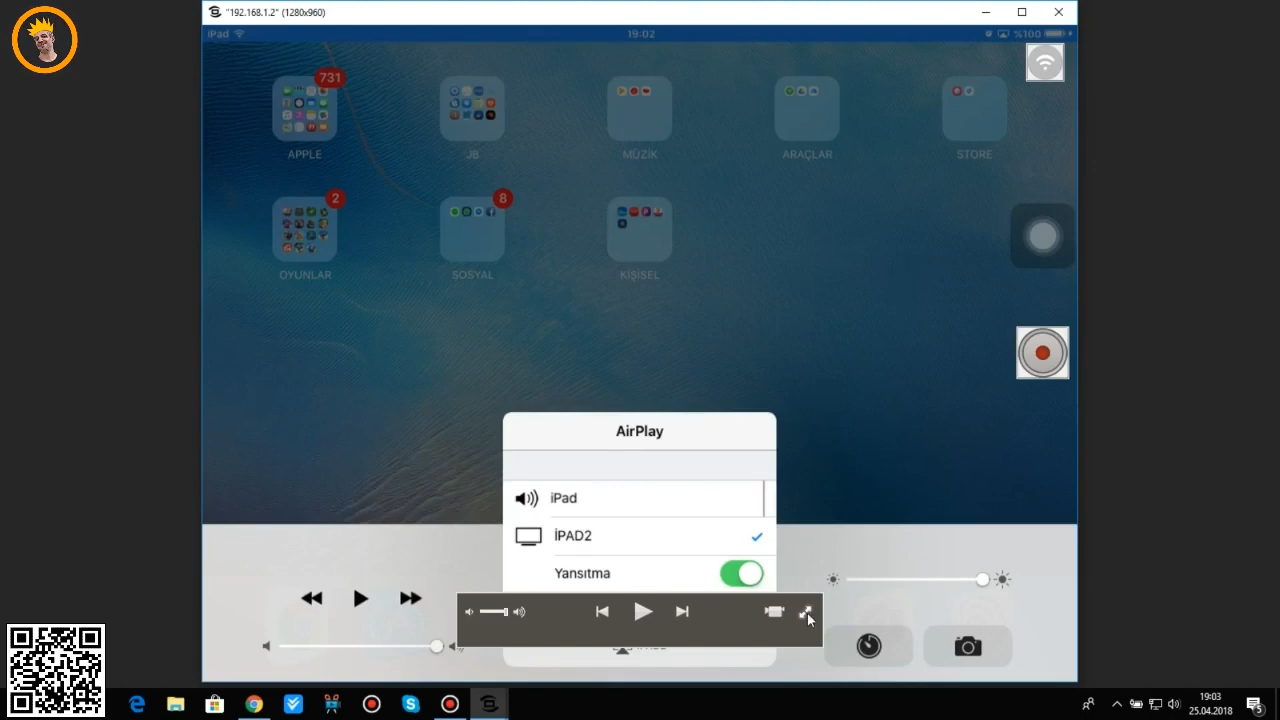 "192.168.1.2" (1280x960)
iPad
19:02
%100
731
APPLE
JB
MÜZİK
ARAÇLAR
STORE
2
8
OYUNLAR
SOSYAL
KİŞİSEL
AirPlay
iPad
İPAD2
Yansıtma
19:03
25.04.2018
5